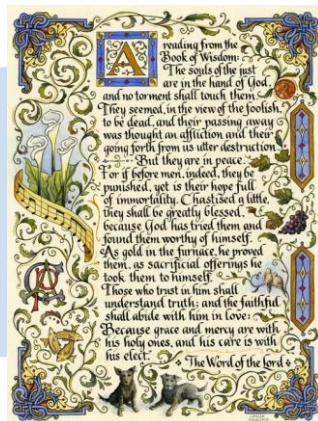 A reading from the
Book of Wisdom:
The souls of the just
are in the hand of God,
and no torment shall touch them.
They seemed, in the view of the foolish,
to be dead, and their passing away
was thought an affliction and their
going forth from us utter destruction.
But they are in peace.
For if before men, indeed, they be
punished, yet is their hope full
of immortality. Chastised a little,
they shall be greatly blessed,
because God has tried them and
found them worthy of himself.
As gold in the furnace, he proved
them, as sacrificial offerings he
took them to himself.
Those who trust in him shall
understand truth; and the faithful
shall abide with him in love:
Because grace and mercy are with
his holy ones, and his care is with
his elect.
The Word of the Lord